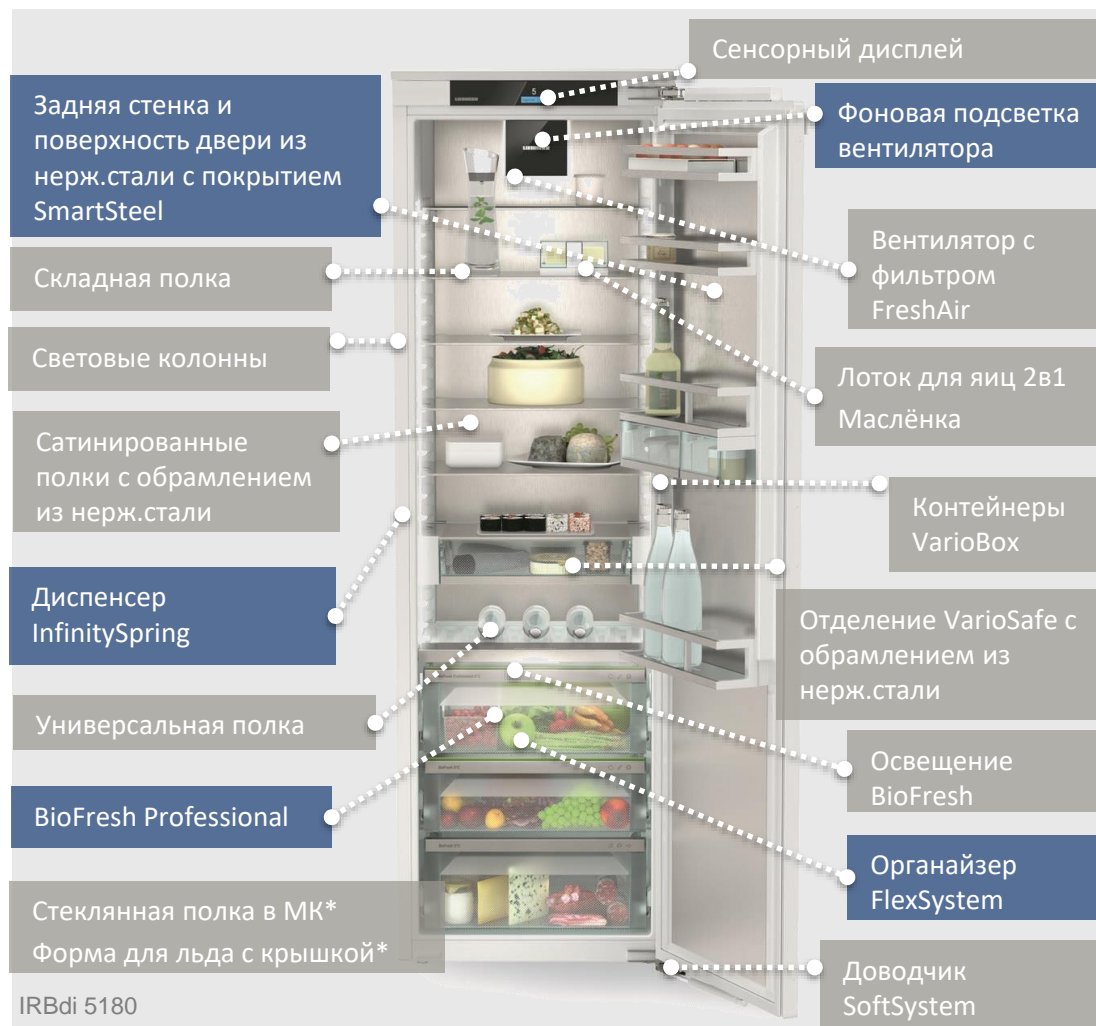 Сенсорный дисплей
Задняя стенка и
поверхность двери из
нерж.стали с покрытием
SmartSteel
Фоновая подсветка
вентилятора
Складная полка
Вентилятор с
фильтром
FreshAir
Световые колонны
Лоток для яиц 2в1
Маслёнка
Сатинированные
полки с обрамлением
из нерж.стали
Контейнеры
VarioBox
Диспенсер
InfinitySpring
Отделение VarioSafe с
обрамлением из
нерж.стали
Универсальная полка
Освещение
BioFresh
BioFresh Professional
Органайзер
FlexSystem
Стеклянная полка в МК*
Форма для льда с крышкой*
Доводчик
SoftSystem
IRBdi 5180